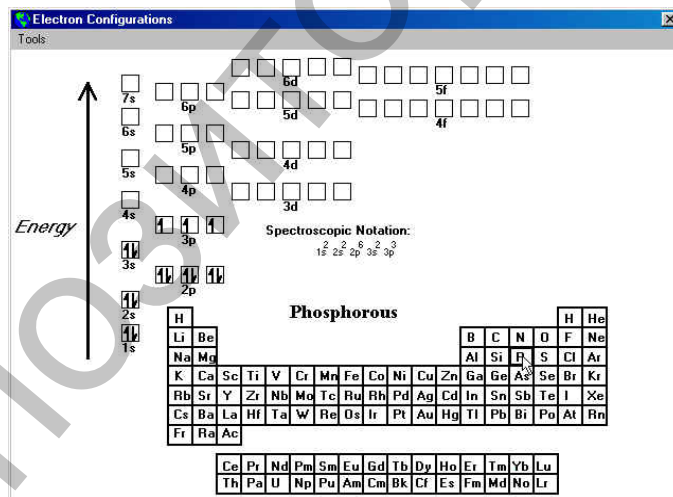 Electron Configurations
Tools
6d
7s
6p
5f
5d
6s
4f
5p
5s
4d
4p
4s
3d
Energy
3p
Spectroscopic Notation:
3s
1s² 2s² 2p⁶ 3s² 3p³
2p
2s
Phosphorous
1s
H H He
Li Be B C N O F Ne
Na Mg Al Si P S Cl Ar
K Ca Sc Ti V Cr Mn Fe Co Ni Cu Zn Ga Ge As Se Br Kr
Rb Sr Y Zr Nb Mo Tc Ru Rh Pd Ag Cd In Sn Sb Te I Xe
Cs Ba La Hf Ta W Re Os Ir Pt Au Hg Tl Pb Bi Po At Rn
Fr Ra Ac
Ce Pr Nd Pm Sm Eu Gd Tb Dy Ho Er Tm Yb Lu
Th Pa U Np Pu Am Cm Bk Cf Es Fm Md No Lr
ПОЗИТО